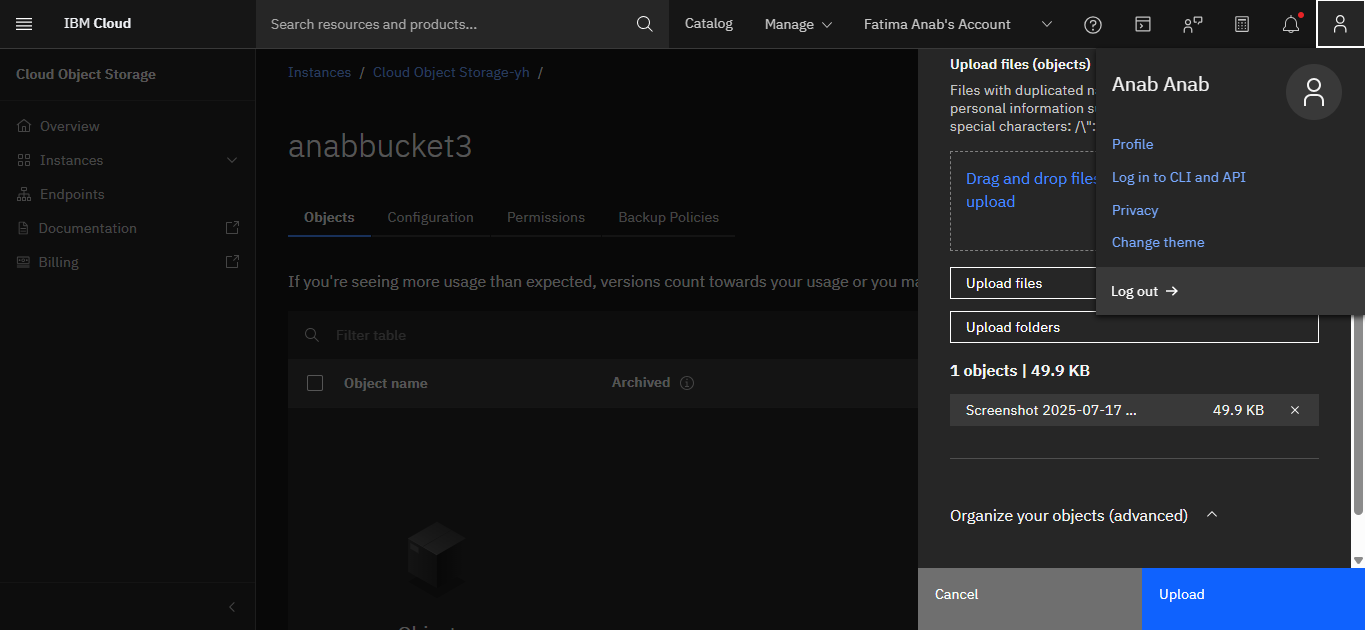 IBM Cloud
Search resources and products...
Catalog
Manage
Fatima Anab's Account
Cloud Object Storage
Overview
Instances
Endpoints
Documentation
Billing
Instances / Cloud Object Storage-yh /
anabbucket3
Objects
Configuration
Permissions
Backup Policies
If you're seeing more usage than expected, versions count towards your usage or you ma
Filter table
Object name
Archived
Upload files (objects)
Files with duplicated n
personal information s
special characters: /\":
Drag and drop files
upload
Upload files
Upload folders
1 objects | 49.9 KB
Screenshot 2025-07-17 ...
49.9 KB
Organize your objects (advanced)
Cancel
Upload
Anab Anab
Profile
Log in to CLI and API
Privacy
Change theme
Log out